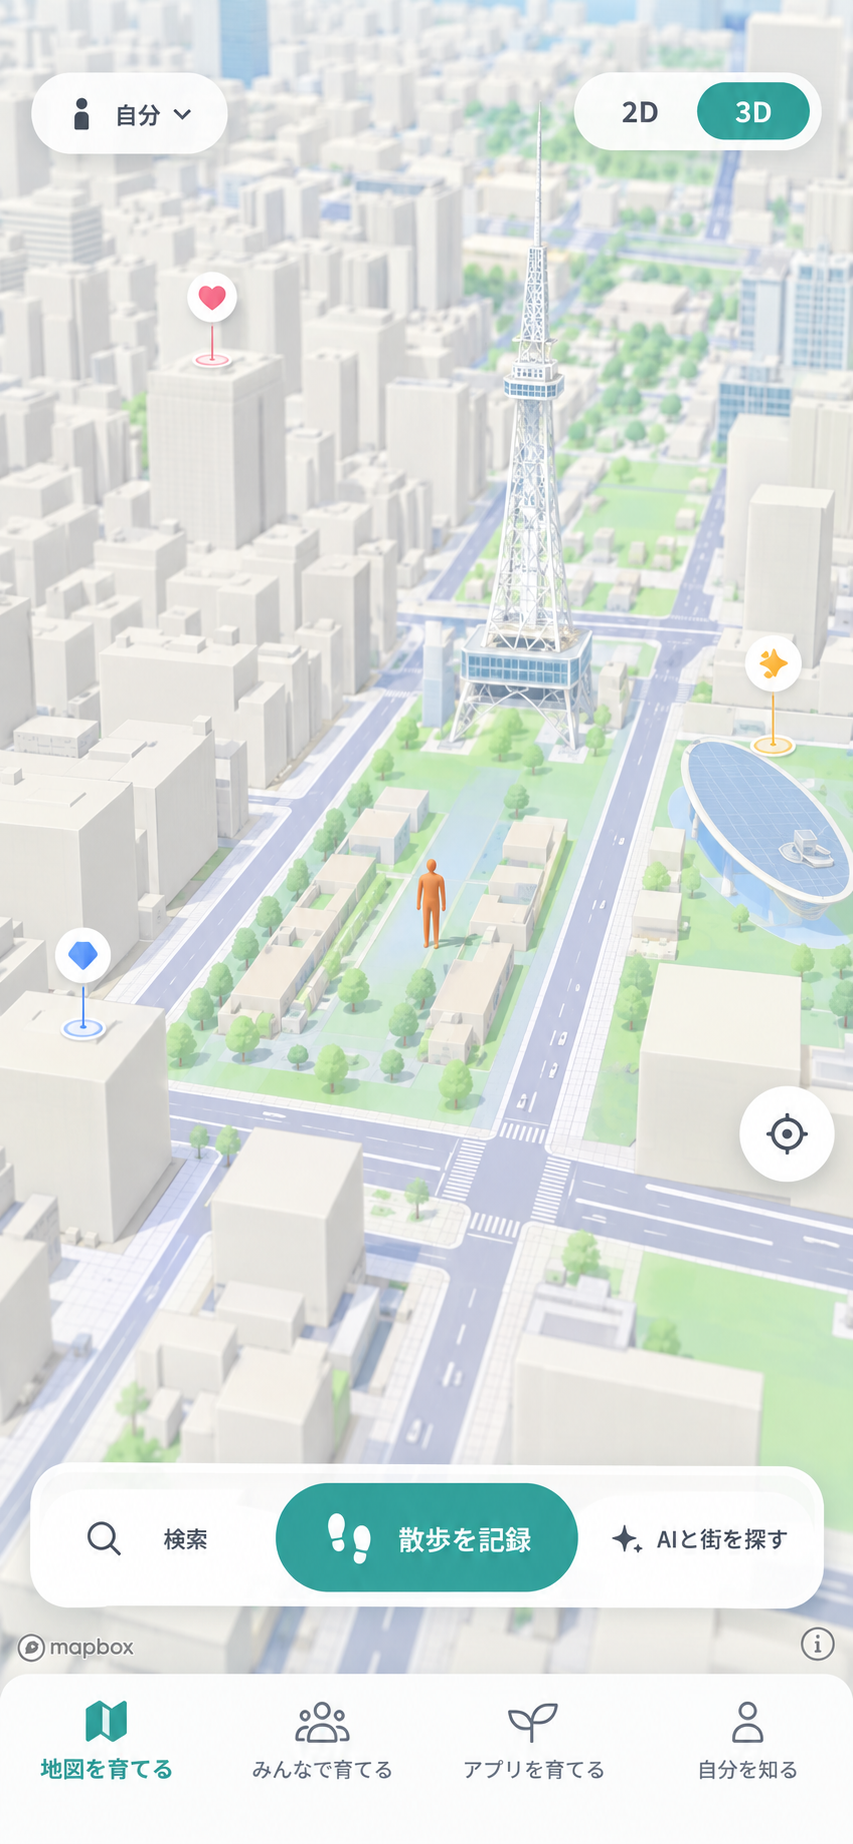 自分
2D
3D
検索
散歩を記録
AIと街を探す
mapbox
地図を育てる
みんなで育てる
アプリを育てる
自分を知る